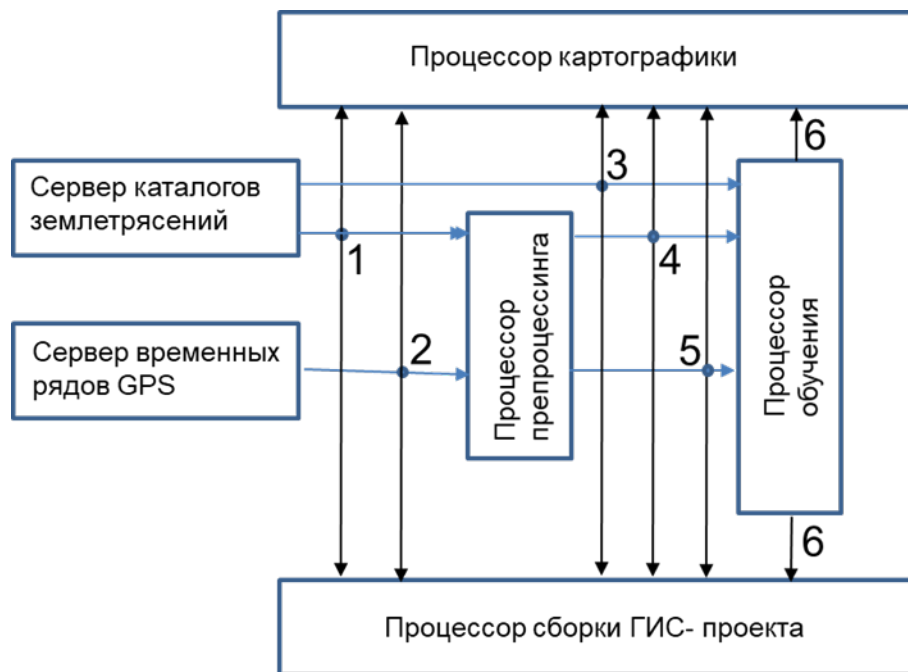 Процессор картографики
Сервер каталогов
землетрясений
1
2
3
4
5
6
Сервер временных
рядов GPS
Процессор
препроцессинга
Процессор
обучения
6
Процессор сборки ГИС- проекта